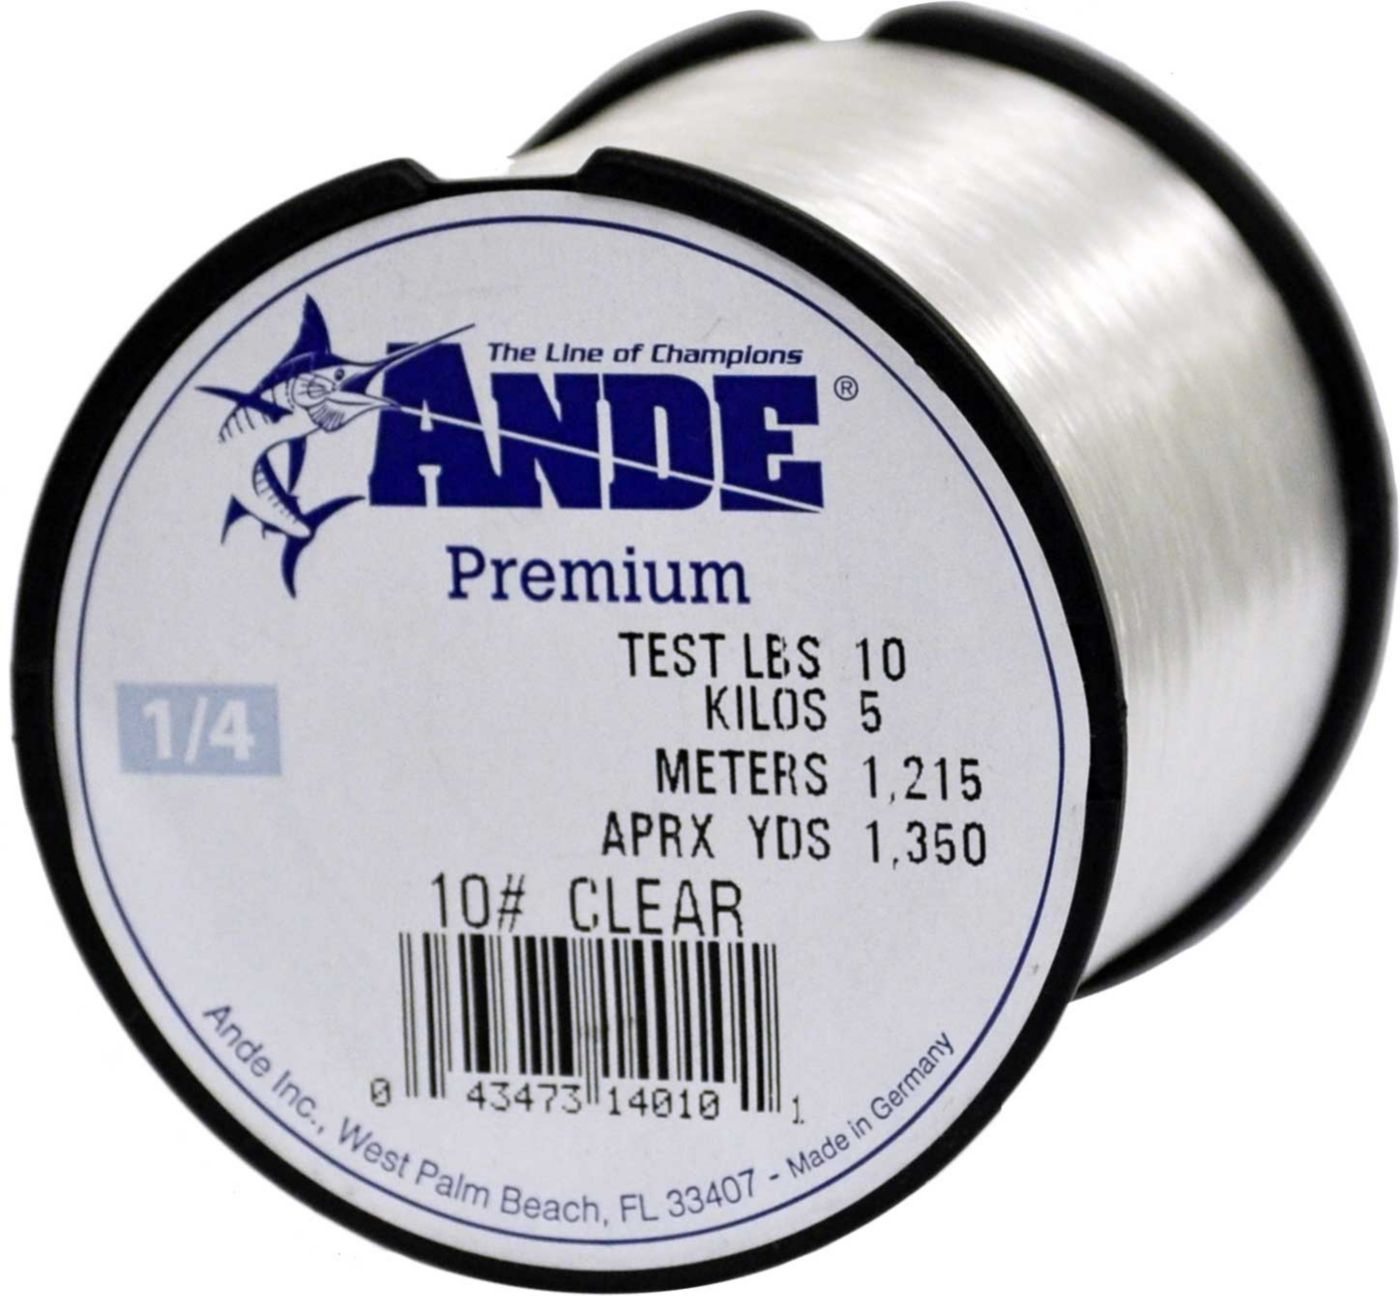 The Line of Champions
ANDE®
Premium
TEST LBS 10
KILOS 5
1/4
METERS 1,215
APRX YDS 1,350
10# CLEAR
0 43473 14010 1
Ande Inc., West Palm Beach, FL 33407 - Made in Germany